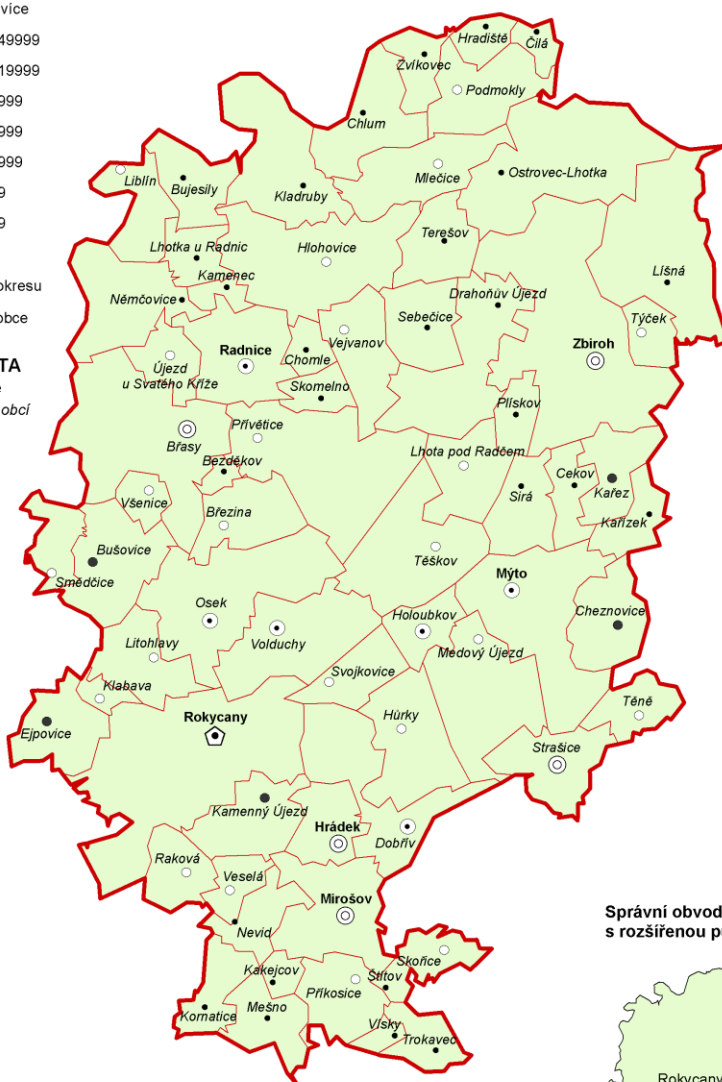 více
49999
19999
999
999
999
9
9
okresu
obce
TA
e
obcí
Hradiště
Čilá
Zvíkovec
Podmokly
Chlum
Mlečice
Ostrovec-Lhotka
Liblín
Bujesily
Kladruby
Terešov
Lhotka u Radnic
Hlohovice
Kamenec
Líšná
Němčovice
Drahoňův Újezd
Sebečice
Týček
Vejvanov
Zbiroh
Radnice
Chomle
Újezd
u Svatého Kříže
Skomelno
Plískov
Přívětice
Břasy
Lhota pod Radčem
Bezděkov
Cekov
Kařez
Sirá
Všenice
Březina
Kařízek
Bušovice
Těškov
Smědčice
Mýto
Osek
Holoubkov
Cheznovice
Litohlavy
Volduchy
Medový Újezd
Svojkovice
Klabava
Těně
Rokycany
Hůrky
Ejpovice
Strašice
Kamenný Újezd
Hrádek
Dobřív
Raková
Veselá
Mirošov
Nevid
Skořice
Kakejcov
Štítov
Příkosice
Kornatice
Mešno
Vísky
Trokavec
Správní obvod
s rozšířenou p
Rokycany